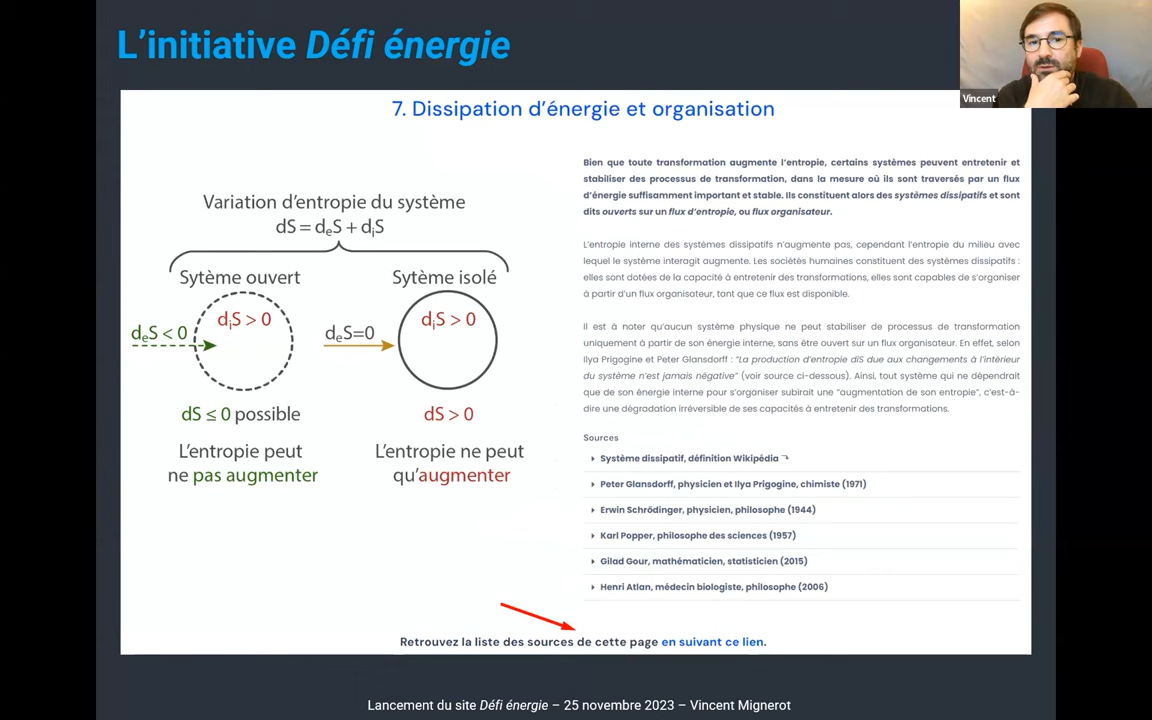 L’initiative Défi énergie
Vincent
7. Dissipation d’énergie et organisation
Variation d’entropie du système
dS = dₑS + dᵢS
Sytème ouvert
Sytème isolé
dᵢS > 0
dₑS < 0
dₑS=0
dᵢS > 0
dS ≤ 0 possible
dS > 0
L’entropie peut
ne pas augmenter
L’entropie ne peut
qu’augmenter
Bien que toute transformation augmente l’entropie, certains systèmes peuvent entretenir et
stabiliser des processus de transformation, dans la mesure où ils sont traversés par un flux
d’énergie suffisamment important et stable. Ils constituent alors des systèmes dissipatifs et sont
dits ouverts sur un flux d’entropie, ou flux organisateur.
L’entropie interne des systèmes dissipatifs n’augmente pas, cependant l’entropie du milieu avec
lequel le système interagit augmente. Les sociétés humaines constituent des systèmes dissipatifs :
elles sont dotées de la capacité à entretenir des transformations, elles sont capables de s’organiser
à partir d’un flux organisateur, tant que ce flux est disponible.
Il est à noter qu’aucun système physique ne peut stabiliser de processus de transformation
uniquement à partir de son énergie interne, sans être ouvert sur un flux organisateur. En effet, selon
Ilya Prigogine et Peter Glansdorff : “La production d’entropie diS due aux changements à l’intérieur
du système n’est jamais négative” (voir source ci-dessous). Ainsi, tout système qui ne dépendrait
que de son énergie interne pour s’organiser subirait une “augmentation de son entropie”, c’est-à-
dire une dégradation irréversible de ses capacités à entretenir des transformations.
Sources
Système dissipatif, définition Wikipédia
Peter Glansdorff, physicien et Ilya Prigogine, chimiste (1971)
Erwin Schrödinger, physicien, philosophe (1944)
Karl Popper, philosophe des sciences (1957)
Gilad Gour, mathématicien, statisticien (2015)
Henri Atlan, médecin biologiste, philosophe (2006)
Retrouvez la liste des sources de cette page en suivant ce lien.
Lancement du site Défi énergie – 25 novembre 2023 – Vincent Mignerot